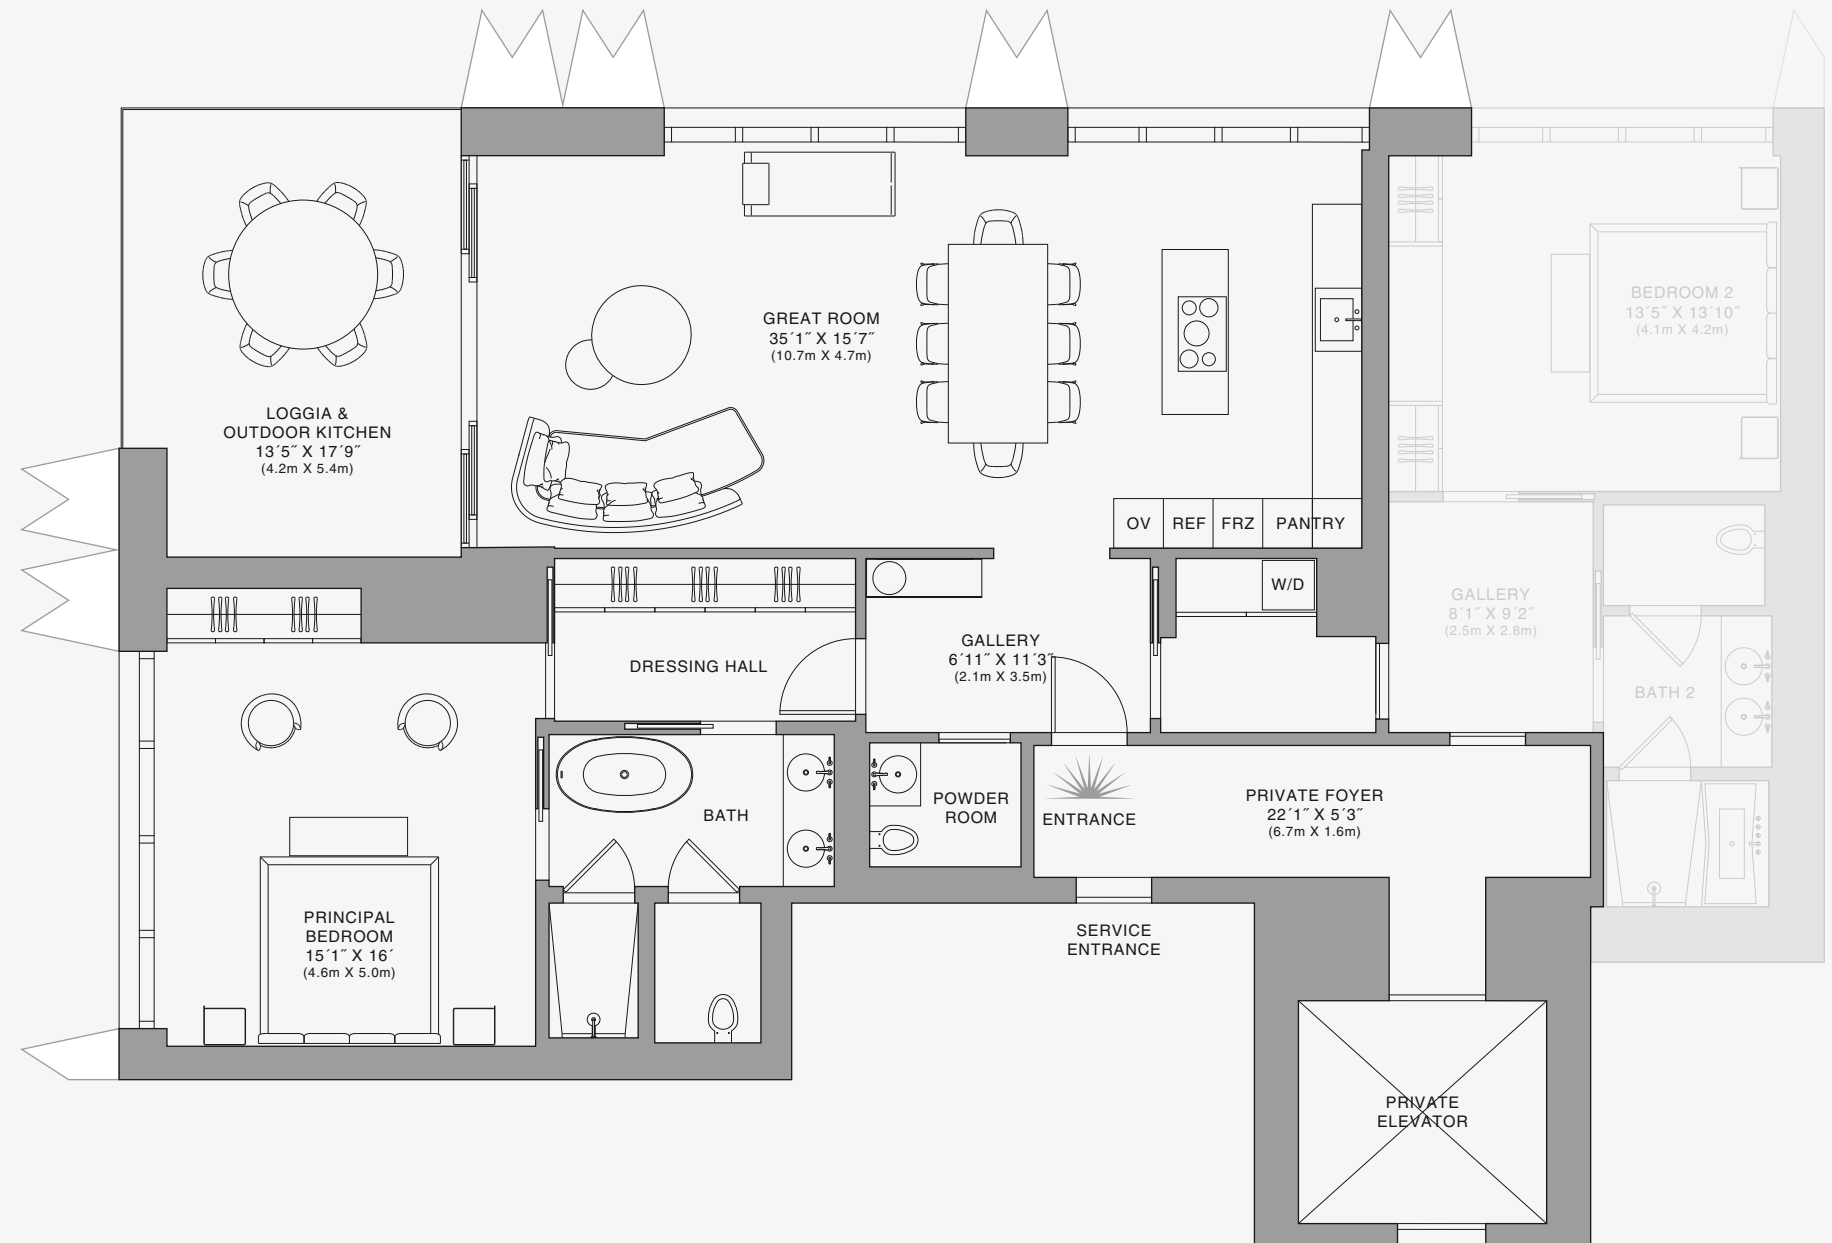 GREAT ROOM
35´1˝ X 15´7˝
(10.7m X 4.7m)
LOGGIA &
OUTDOOR KITCHEN
13´5˝ X 17´9˝
(4.2m X 5.4m)
BEDROOM 2
13´5˝ X 13´10˝
(4.1m X 4.2m)
OV
REF
FRZ
PANTRY
W/D
GALLERY
8´1˝ X 9´2˝
(2.5m X 2.8m)
GALLERY
6´11˝ X 11´3˝
(2.1m X 3.5m)
DRESSING HALL
BATH 2
BATH
POWDER
ROOM
ENTRANCE
PRIVATE FOYER
22´1˝ X 5´3˝
(6.7m X 1.6m)
PRINCIPAL
BEDROOM
15´1˝ X 16´
(4.6m X 5.0m)
SERVICE
ENTRANCE
PRIVATE
ELEVATOR